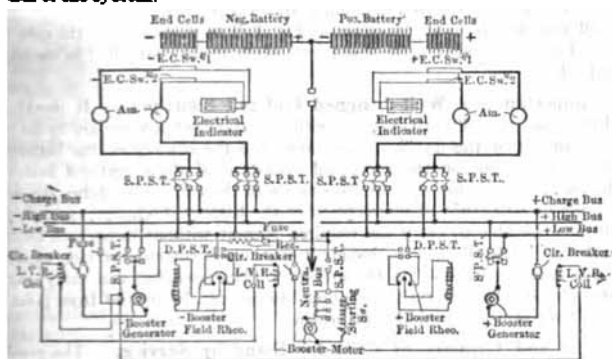 End Cells Neg. Battery Pos. Battery End Cells
E.C.Sw. 1 E.C.Sw. 1
E.C.Sw. 2 E.C.Sw. 2
Am. Am.
Electrical Indicator
Electrical Indicator
S.P.S.T. S.P.S.T. S.P.S.T. S.P.S.T.
- Charge Bus + Charge Bus
- High Bus + High Bus
- Low Bus + Low Bus
Fuse Fuse
Cir. Breaker S.P.S.T. D.P.S.T. Rec. Cir. Breaker Neutral Bus S.P.S.T. D.P.S.T. S.P.S.T. Cir. Breaker
L.V.R. Coil L.V.R. Coil L.V.R. Coil
Starting Sw.
- Booster Generator
- Booster Field Rheo.
Booster Motor
+ Booster Field Rheo.
+ Booster Generator